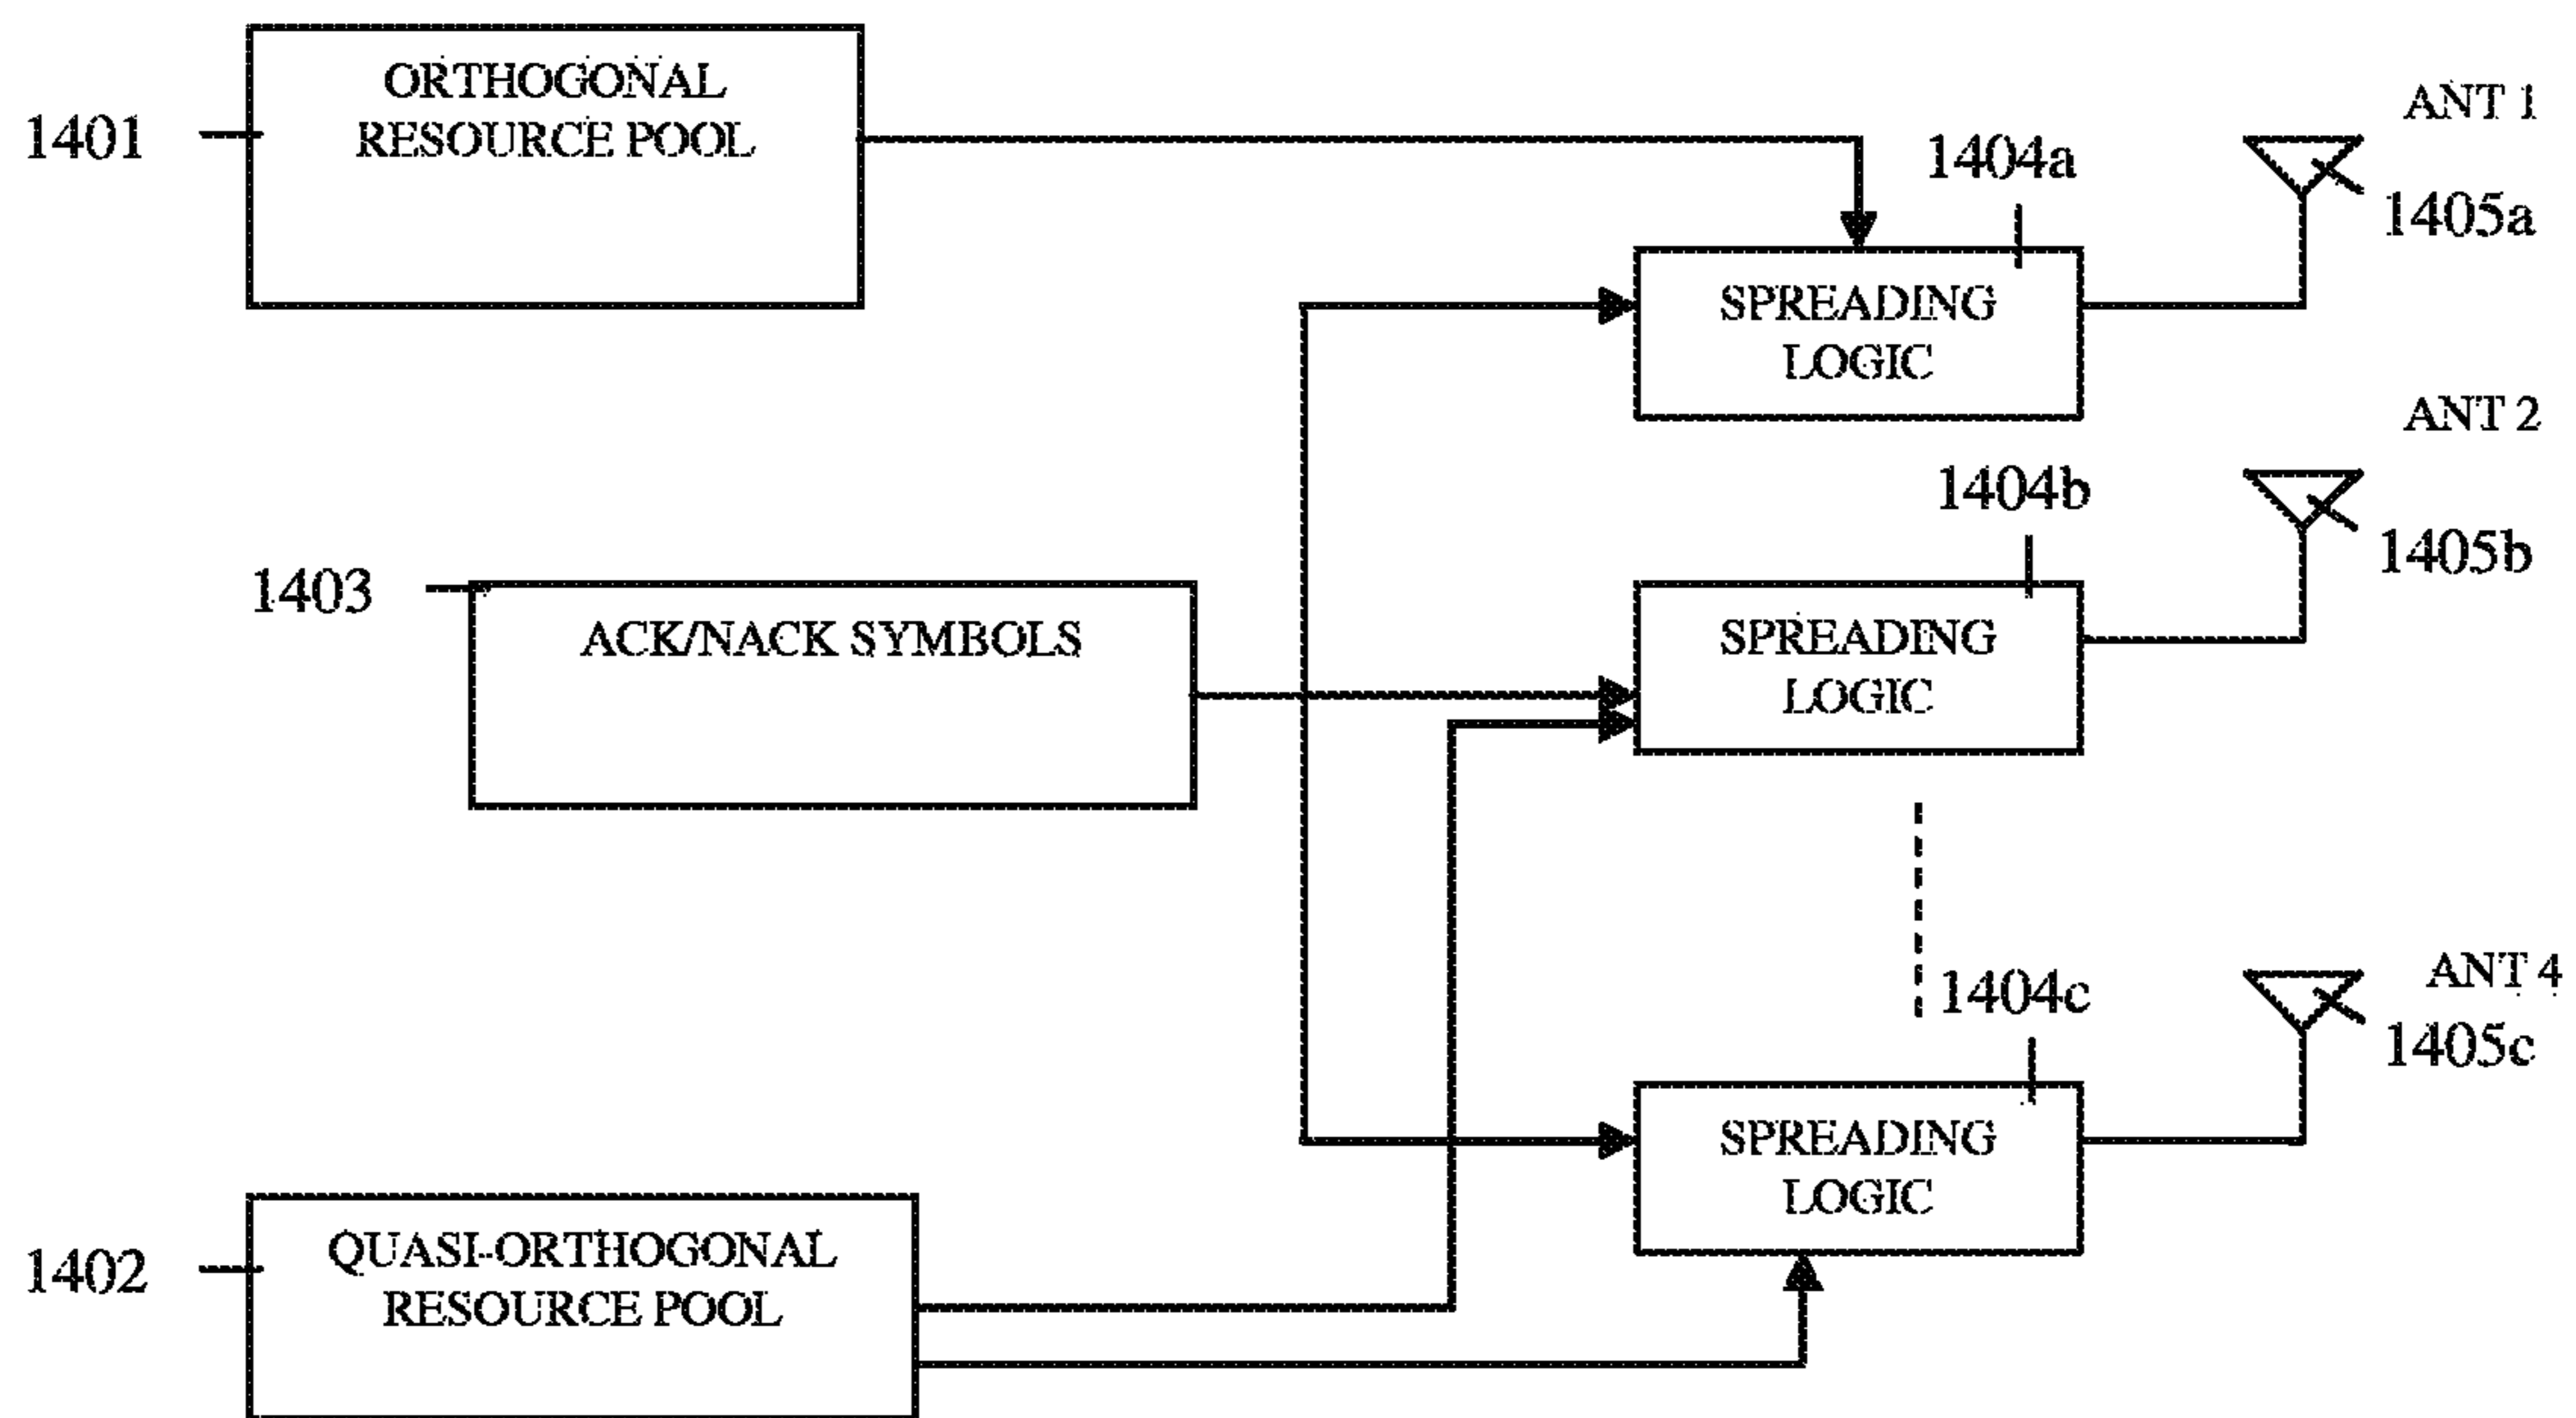 ORTHOGONAL
RESOURCE POOL
1401
ANT 1
1404a
1405a
SPREADING
LOGIC
ANT 2
1404b
1405b
1403
ACK/NACK SYMBOLS
SPREADING
LOGIC
ANT 4
1404c
1405c
SPREADING
LOGIC
1402
QUASI-ORTHOGONAL
RESOURCE POOL